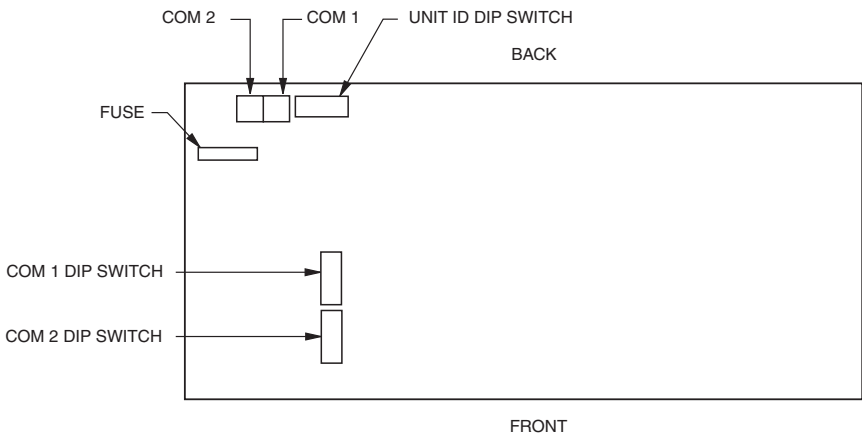 COM 2
COM 1
UNIT ID DIP SWITCH
BACK
FUSE
COM 1 DIP SWITCH
COM 2 DIP SWITCH
FRONT